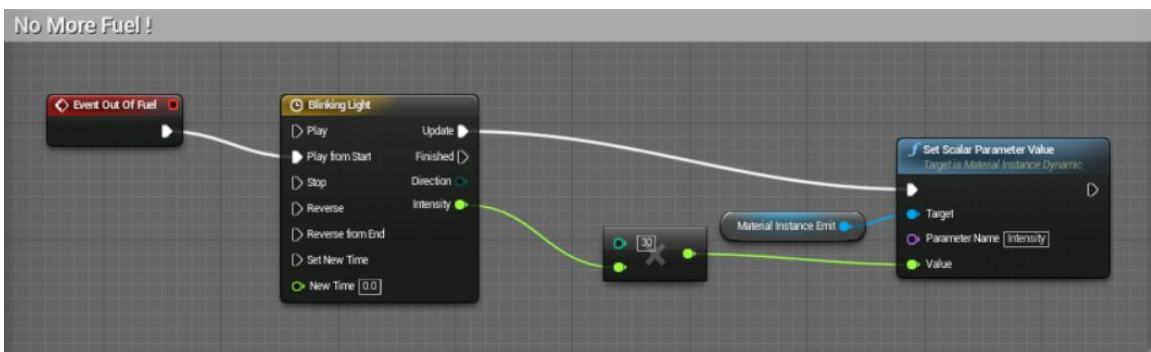 No More Fuel !
Event Out Of Fuel
Blinking Light
Play
Update
Play from Start
Finished
Stop
Direction
Reverse
Intensity
Reverse from End
Set New Time
New Time 0.0
30
Material Instance Emit
Set Scalar Parameter Value
Target is Material Instance Dynamic
Target
Parameter Name Intensity
Value